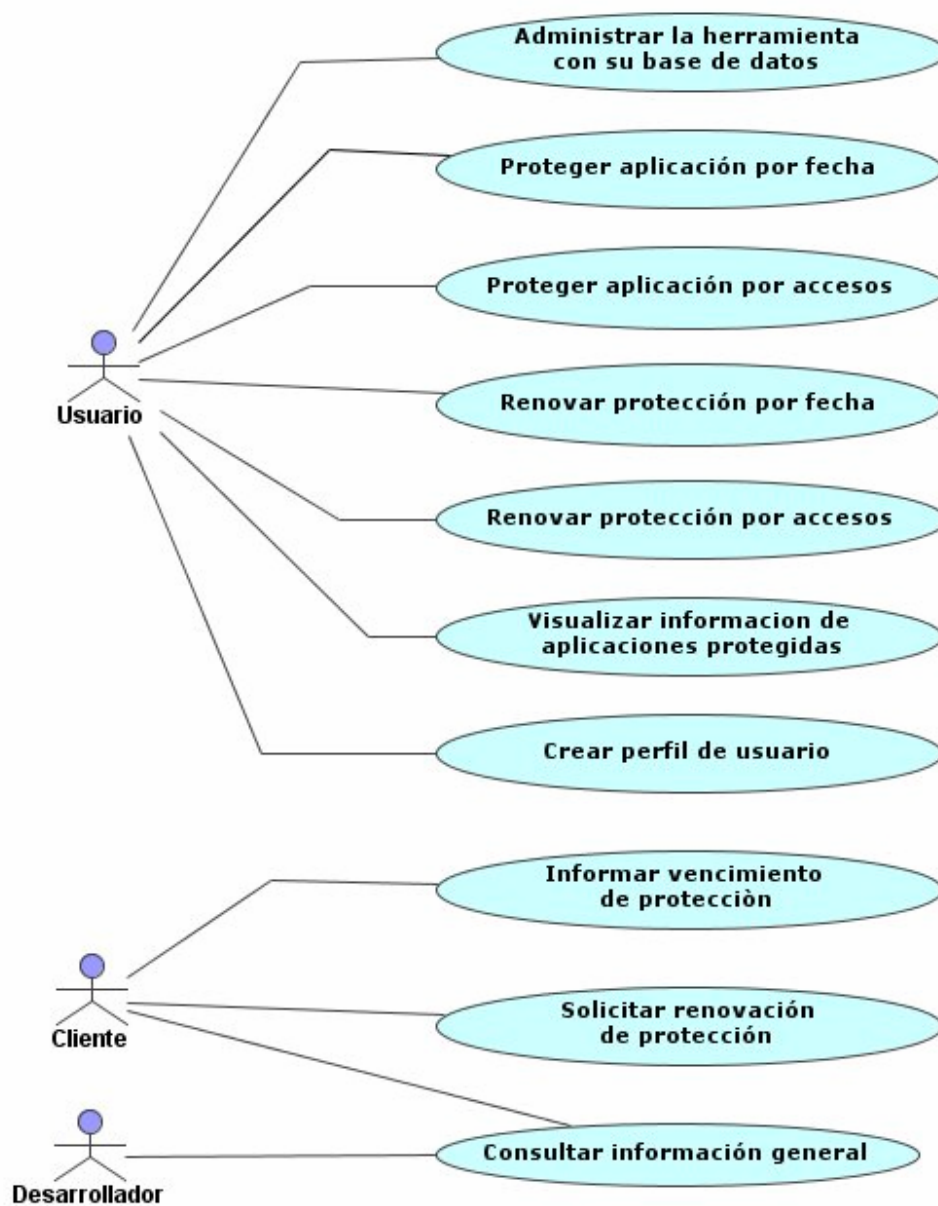 Administrar la herramienta
con su base de datos
Proteger aplicación por fecha
Proteger aplicación por accesos
Usuario
Renovar protección por fecha
Renovar protección por accesos
Visualizar informacion de
aplicaciones protegidas
Crear perfil de usuario
Informar vencimiento
de protecciòn
Cliente
Solicitar renovación
de protección
Consultar información general
Desarrollador